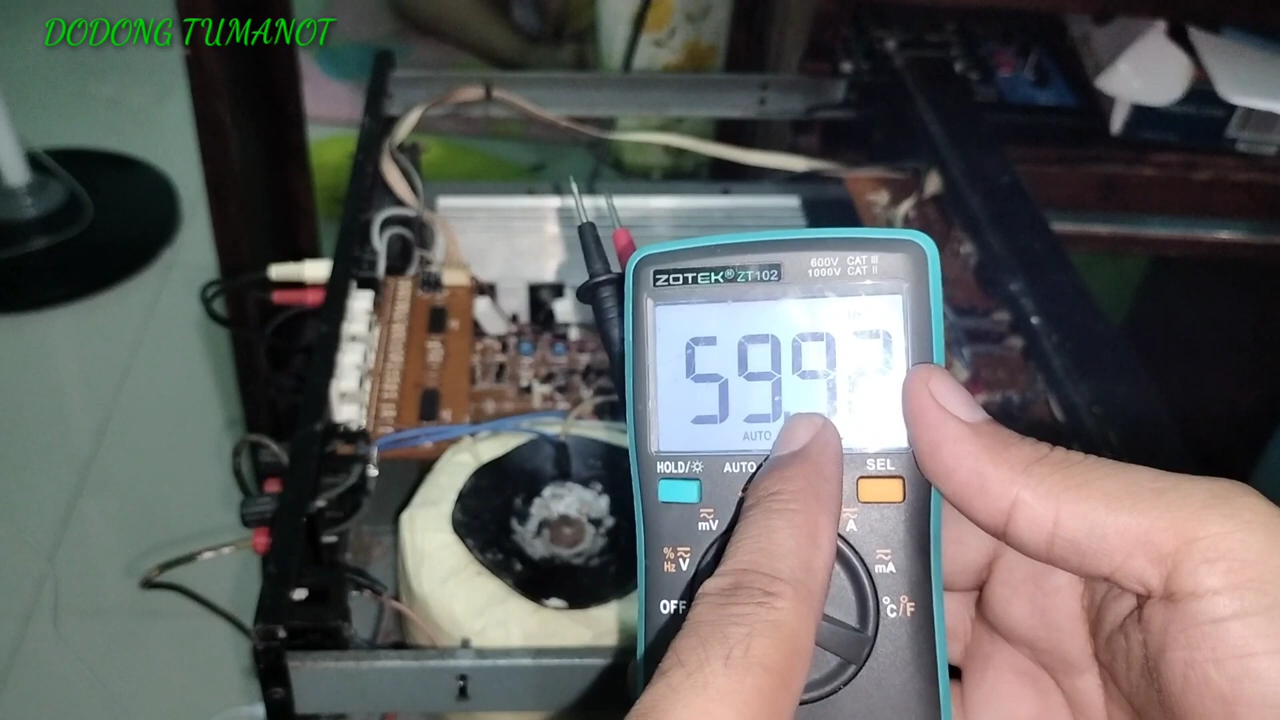 DODONG TUMANOT
600V CAT III
ZOTEK® ZT102 1000V CAT II
59.9
AUTO
HOLD/☼ AUTO SEL
mV A
% Hz V mA
OFF °C/°F